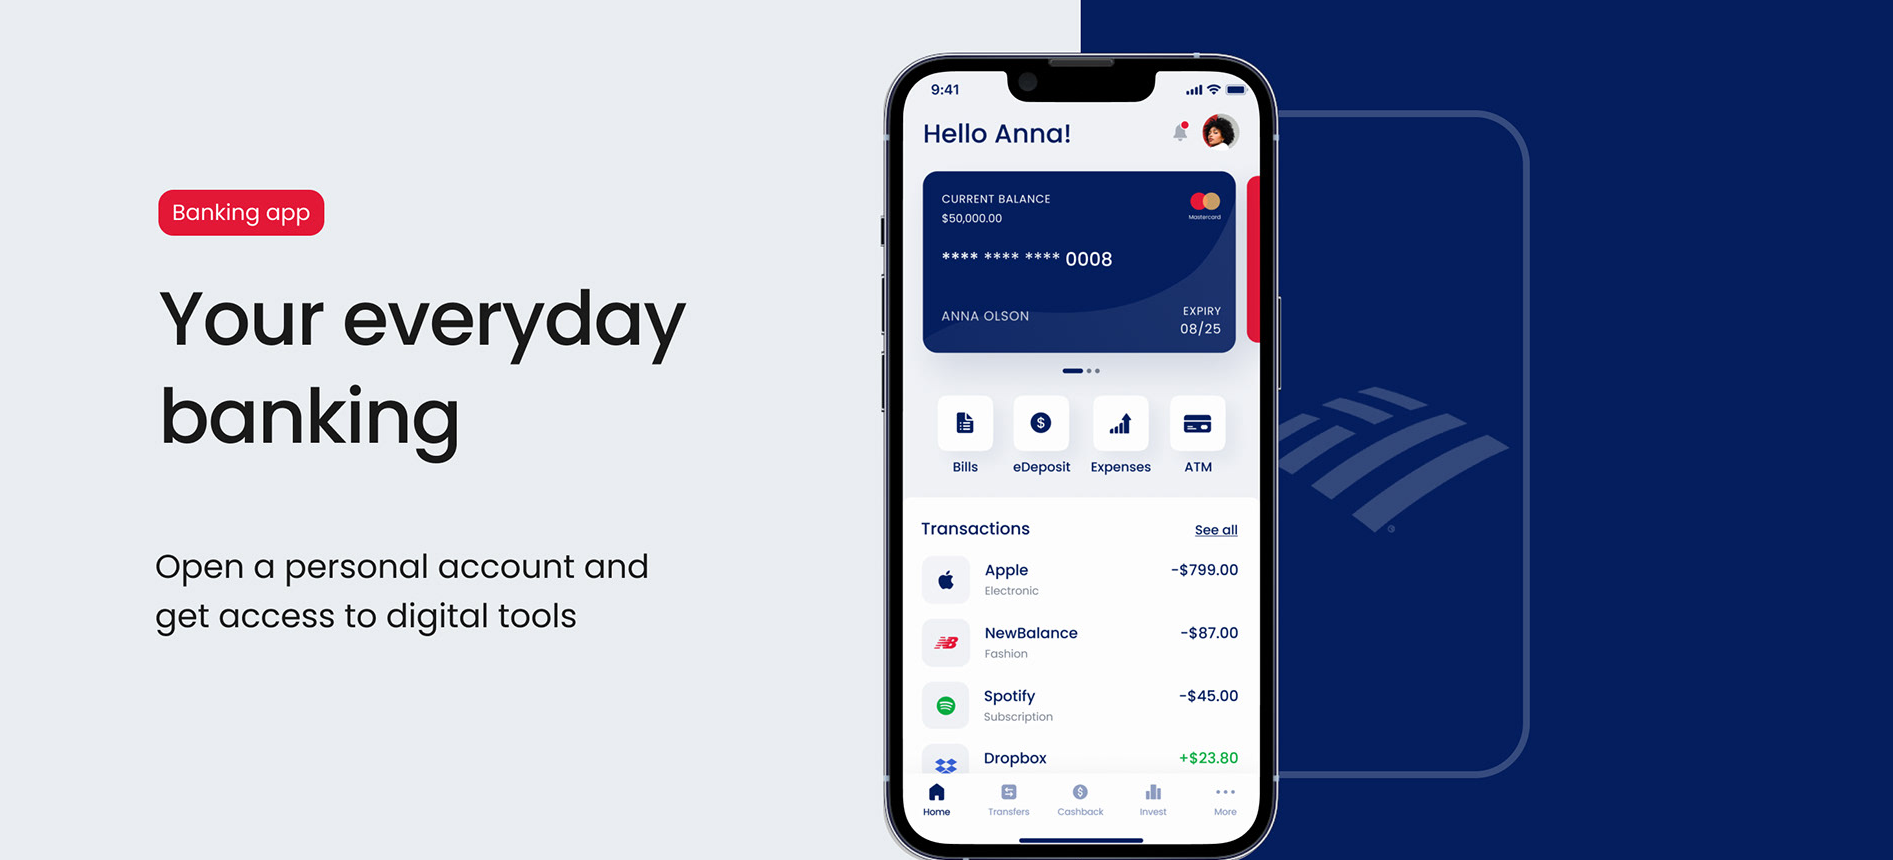 Banking app
Your everyday
banking
Open a personal account and
get access to digital tools
9:41
Hello Anna!
CURRENT BALANCE
$50,000.00
Mastercard
**** **** **** 0008
ANNA OLSON
EXPIRY
08/25
Bills
eDeposit
Expenses
ATM
Transactions
See all
Apple
-$799.00
Electronic
NewBalance
-$87.00
Fashion
Spotify
-$45.00
Subscription
Dropbox
+$23.80
Home
Transfers
Cashback
Invest
More